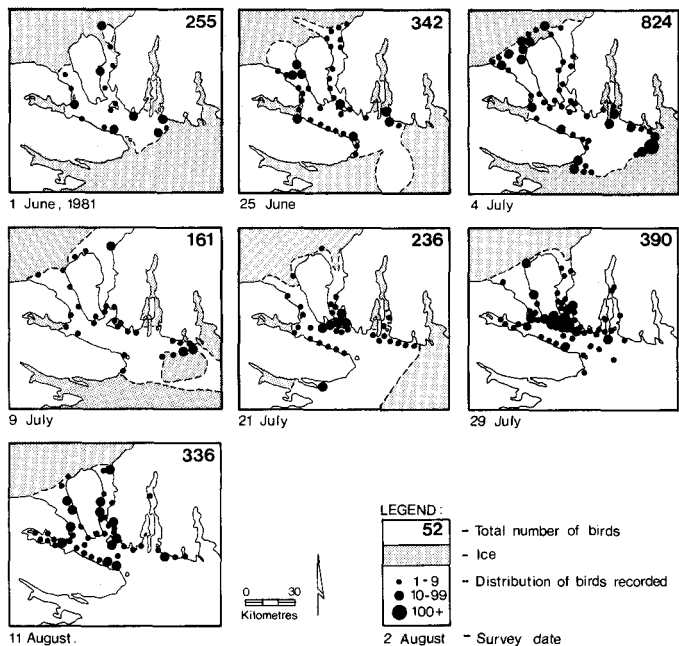 255
342
824
1 June, 1981
25 June
4 July
161
236
390
9 July
21 July
29 July
336
11 August.
0 30
Kilometres
LEGEND :
52 - Total number of birds
- Ice
1-9 - Distribution of birds recorded
10-99
100+
2 August - Survey date